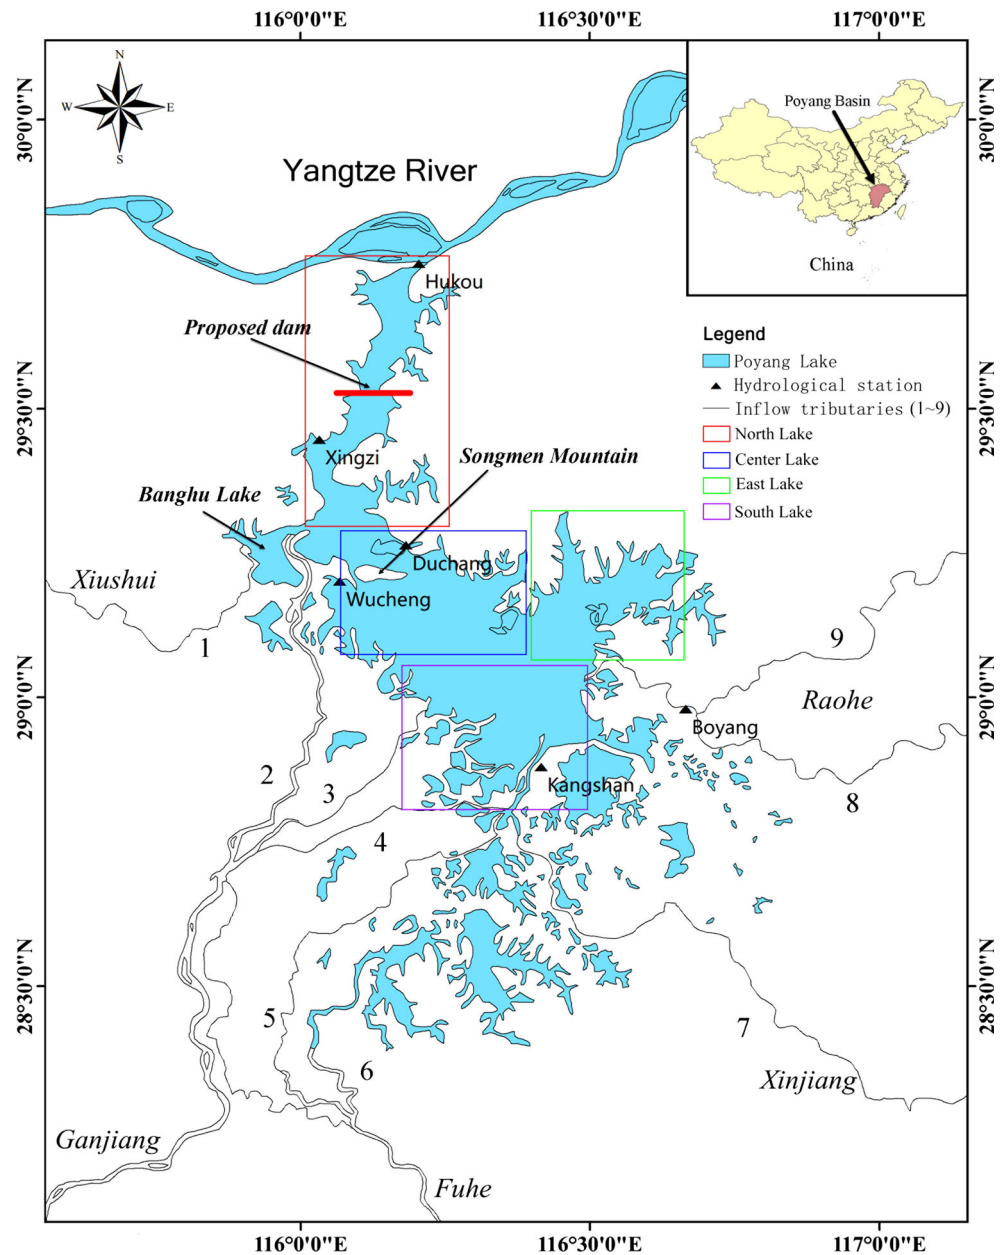 116°0'0"E 116°30'0"E 117°0'0"E
30°0'0"N
30°0'0"N
N
W E
S
Yangtze River
Poyang Basin
China
Hukou
Proposed dam
29°30'0"N
29°30'0"N
Xingzi
Songmen Mountain
Banghu Lake
Legend
Poyang Lake
Hydrological station
Inflow tributaries (1~9)
North Lake
Center Lake
East Lake
South Lake
Duchang
Wucheng
Xiushui
1
9
29°0'0"N
29°0'0"N
Raohe
Boyang
2
3
Kangshan
8
4
28°30'0"N
28°30'0"N
5
7
6
Xinjiang
Ganjiang
Fuhe
116°0'0"E 116°30'0"E 117°0'0"E